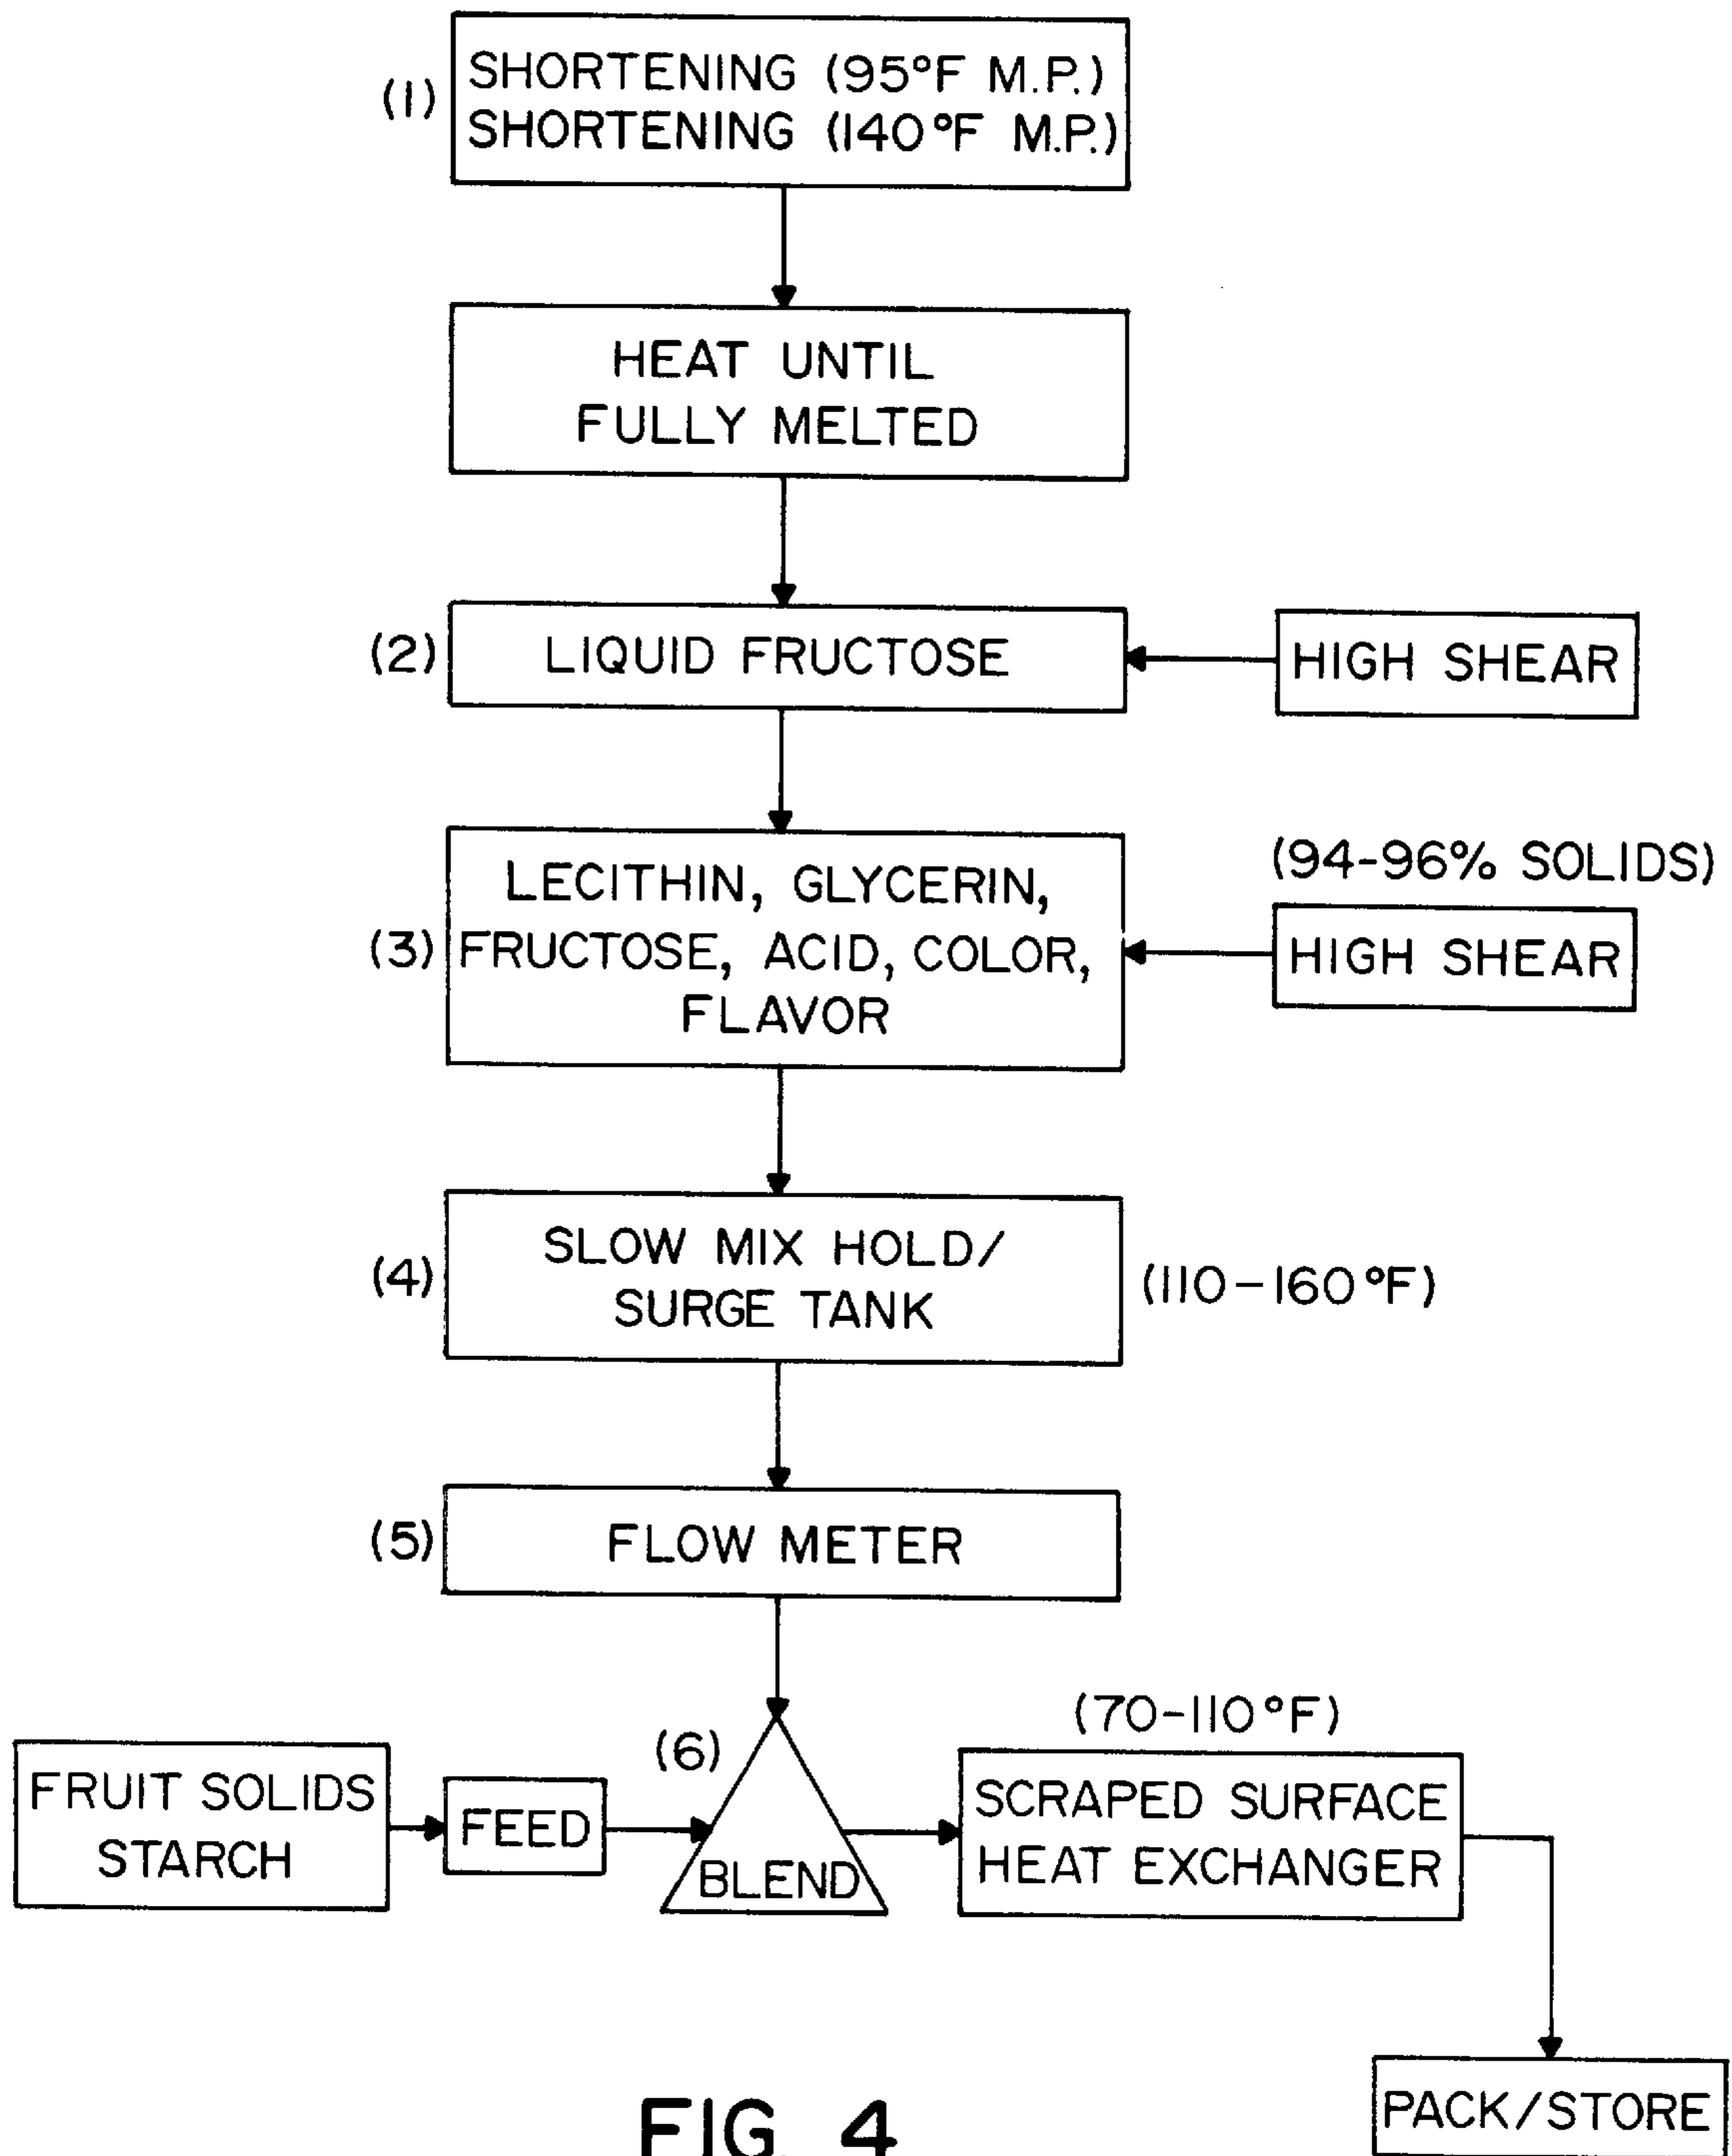 (1)
SHORTENING (95°F M.P.)
SHORTENING (140°F M.P.)
HEAT UNTIL
FULLY MELTED
(2)
LIQUID FRUCTOSE
HIGH SHEAR
(3)
LECITHIN, GLYCERIN,
FRUCTOSE, ACID, COLOR,
FLAVOR
(94-96% SOLIDS)
HIGH SHEAR
(4)
SLOW MIX HOLD/
SURGE TANK
(110-160°F)
(5)
FLOW METER
FRUIT SOLIDS
STARCH
FEED
(6)
BLEND
(70-110°F)
SCRAPED SURFACE
HEAT EXCHANGER
PACK/STORE
FIG. 4